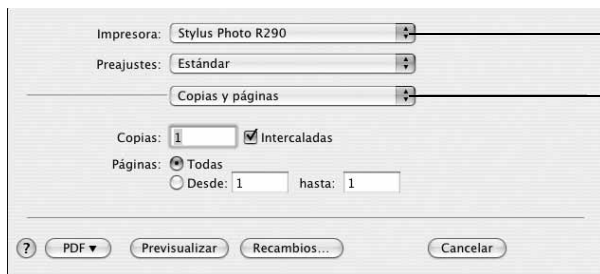 Impresora: Stylus Photo R290
Preajustes: Estándar
Copias y páginas
Copias: 1 Intercaladas
Páginas: Todas
Desde: 1 hasta: 1
? PDF ▼ Previsualizar Recambios... Cancelar